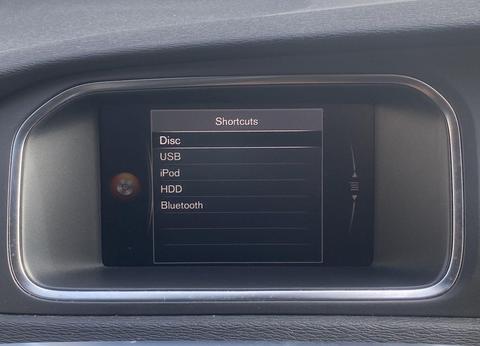 Shortcuts
Disc
USB
iPod
HDD
Bluetooth